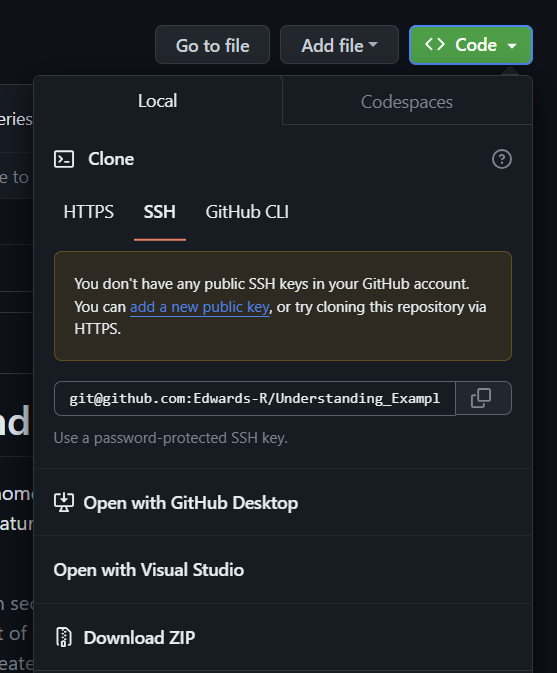 Go to file
Add file
Code
Local
Codespaces
eries
e to
Clone
HTTPS
SSH
GitHub CLI
You don't have any public SSH keys in your GitHub account.
You can add a new public key, or try cloning this repository via
HTTPS.
git@github.com:Edwards-R/Understanding_Exampl
Use a password-protected SSH key.
nd
Open with GitHub Desktop
atur
Open with Visual Studio
t of
Download ZIP
eate